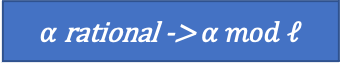 α rational -> α mod ℓ